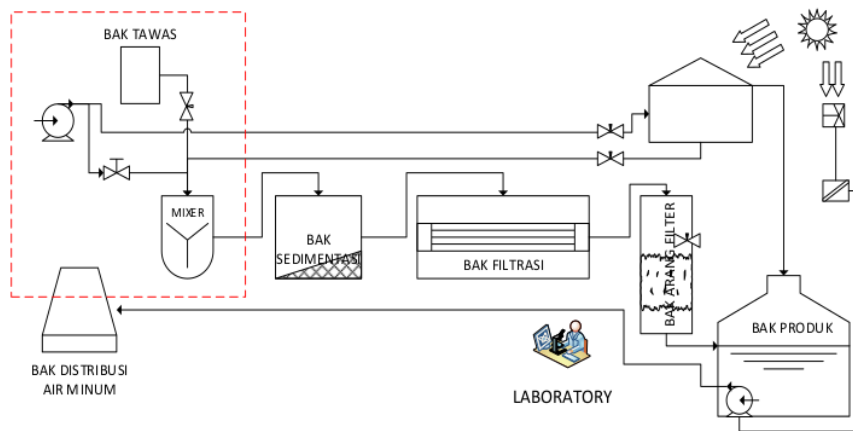 BAK TAWAS
MIXER
BAK
SEDIMENTASI
BAK FILTRASI
BAK ARANG FILTER
BAK PRODUK
BAK DISTRIBUSI
AIR MINUM
LABORATORY